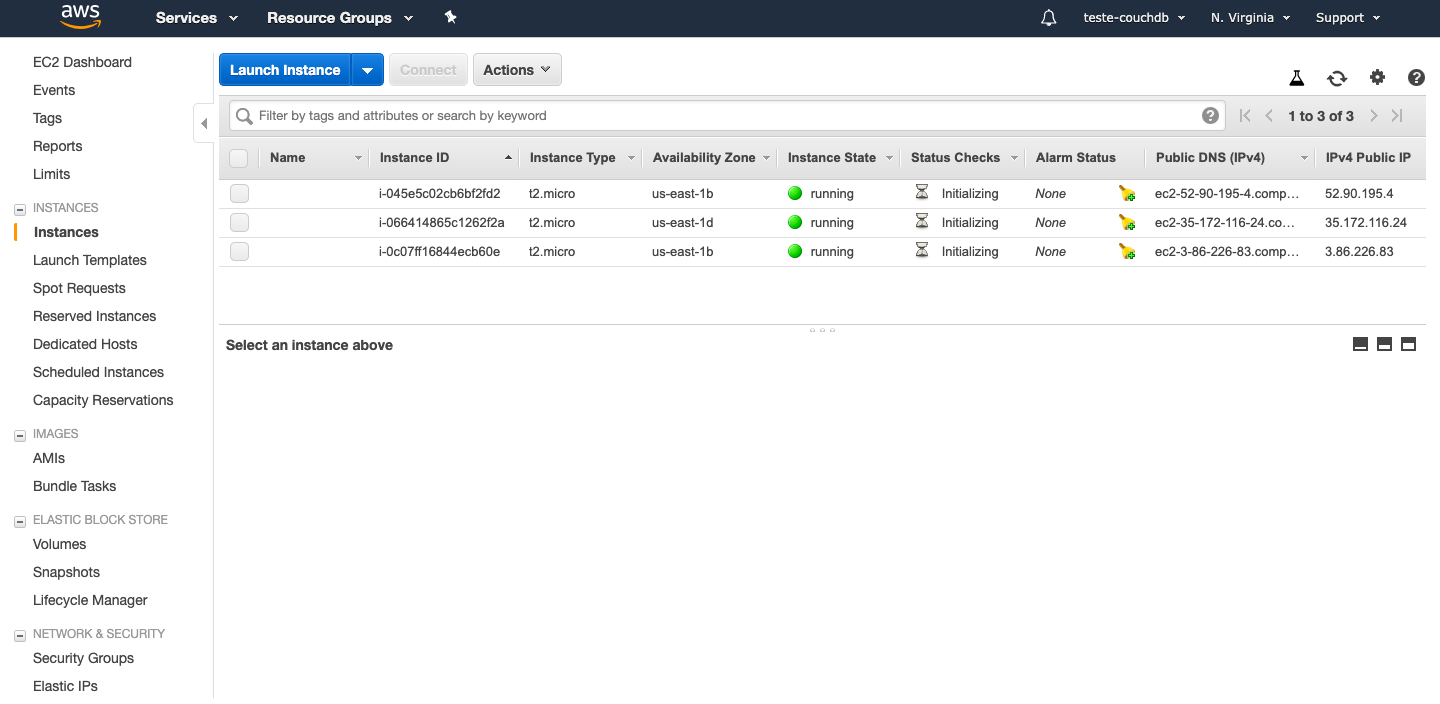 aws Services Resource Groups teste-couchdb N. Virginia Support
EC2 Dashboard
Events
Tags
Reports
Limits
INSTANCES
Instances
Launch Templates
Spot Requests
Reserved Instances
Dedicated Hosts
Scheduled Instances
Capacity Reservations
IMAGES
AMIs
Bundle Tasks
ELASTIC BLOCK STORE
Volumes
Snapshots
Lifecycle Manager
NETWORK & SECURITY
Security Groups
Elastic IPs
Launch Instance Connect Actions
Filter by tags and attributes or search by keyword 1 to 3 of 3
Name Instance ID Instance Type Availability Zone Instance State Status Checks Alarm Status Public DNS (IPv4) IPv4 Public IP
i-045e5c02cb6bf2fd2 t2.micro us-east-1b running Initializing None ec2-52-90-195-4.comp... 52.90.195.4
i-066414865c1262f2a t2.micro us-east-1d running Initializing None ec2-35-172-116-24.co... 35.172.116.24
i-0c07ff16844ecb60e t2.micro us-east-1b running Initializing None ec2-3-86-226-83.comp... 3.86.226.83
Select an instance above